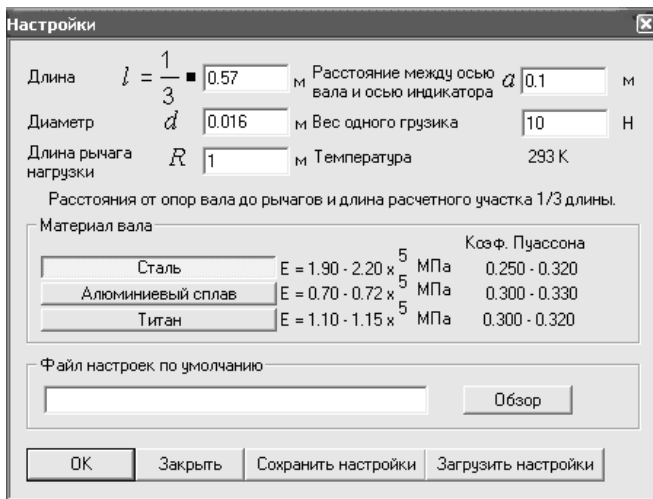 Настройки
Длина l = 1/3 ▪ 0.57 м Расстояние между осью вала и осью индикатора a 0.1 м
Диаметр d 0.016 м Вес одного грузика 10 Н
Длина рычага нагрузки R 1 м Температура 293 K
Расстояния от опор вала до рычагов и длина расчетного участка 1/3 длины.
Материал вала
Коэф. Пуассона
Сталь E = 1.90 - 2.20 x 5 МПа 0.250 - 0.320
Алюминиевый сплав E = 0.70 - 0.72 x 5 МПа 0.300 - 0.330
Титан E = 1.10 - 1.15 x 5 МПа 0.300 - 0.320
Файл настроек по умолчанию
Обзор
OK Закрыть Сохранить настройки Загрузить настройки